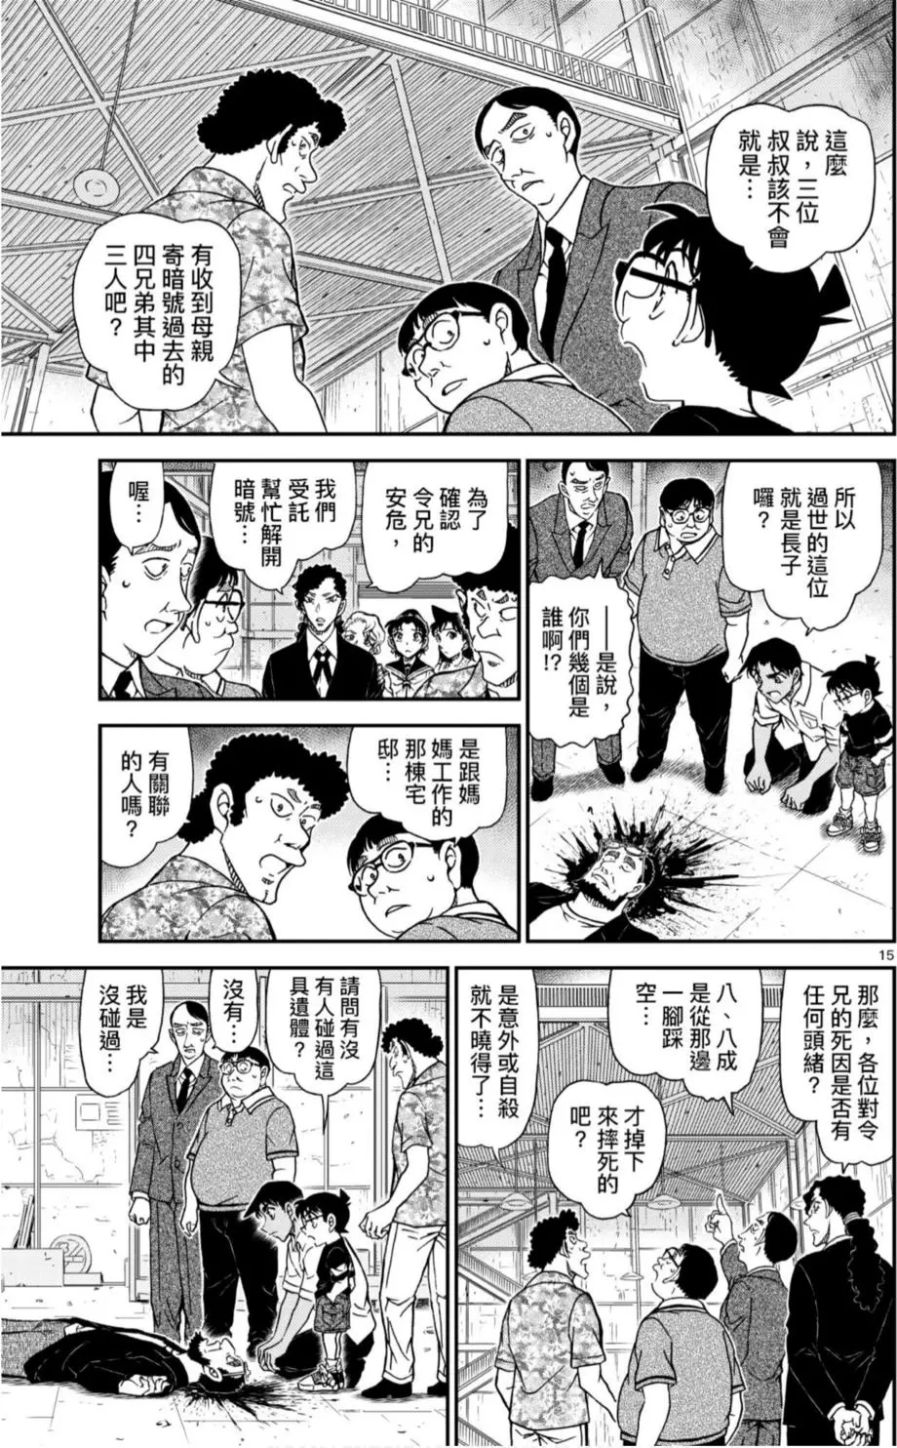 這麼
說，三位
叔叔該不會
就是…
有收到母親
寄暗號過去的
四兄弟其中
三人吧？
所以
過世的這位
就是長子
囉？
——是說，
你們幾個是
誰啊!?
為了
確認
令兄的
安危，
我們
受託
幫忙解開
暗號…
喔…
是跟媽
媽工作的
那棟宅
邸…
有關聯
的人嗎？
15
那麼，各位對令
兄的死因是否有
任何頭緒？
八、八成
是從那邊
一腳踩
空…
才掉下
來摔死的
吧？
是意外或自殺
就不曉得了…
請問有沒
有人碰過這
具遺體？
沒有…
我是
沒碰過…